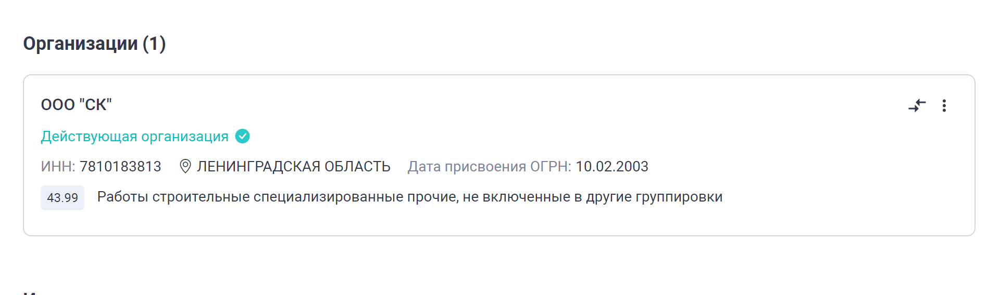 Организации (1)
ООО "СК"
Действующая организация
ИНН: 7810183813 ЛЕНИНГРАДСКАЯ ОБЛАСТЬ Дата присвоения ОГРН: 10.02.2003
43.99 Работы строительные специализированные прочие, не включенные в другие группировки